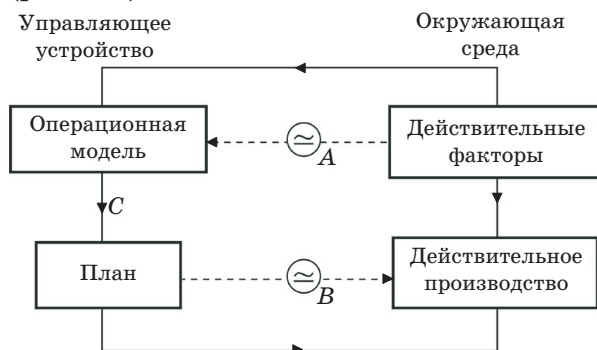 Управляющее
устройство
Окружающая
среда
Операционная
модель
≃
A
Действительные
факторы
C
План
≃
B
Действительное
производство